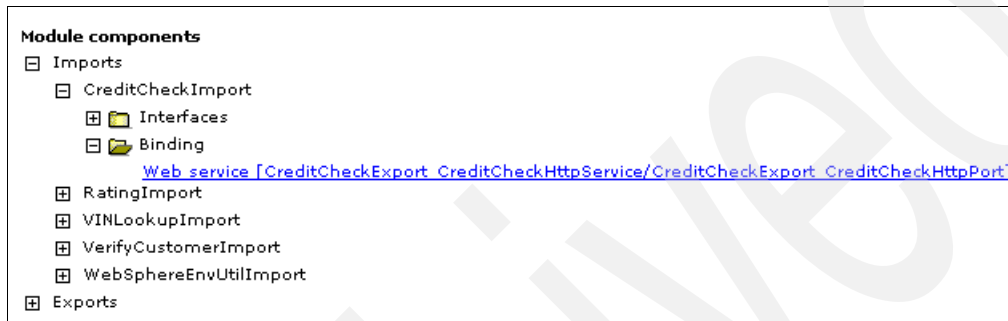 Module components
Imports
CreditCheckImport
Interfaces
Binding
Web service [CreditCheckExport_CreditCheckHttpService/CreditCheckExport_CreditCheckHttpPort]
RatingImport
VINLookupImport
VerifyCustomerImport
WebSphereEnvUtilImport
Exports